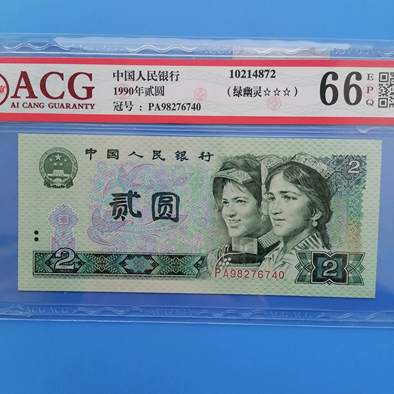 ACG
AI CANG GUARANTY
中国人民银行
1990年贰圆
冠号：PA98276740
10214872
（绿幽灵☆☆☆）
66 EPQ
中国人民银行
贰圆
2
2
2
PA98276740